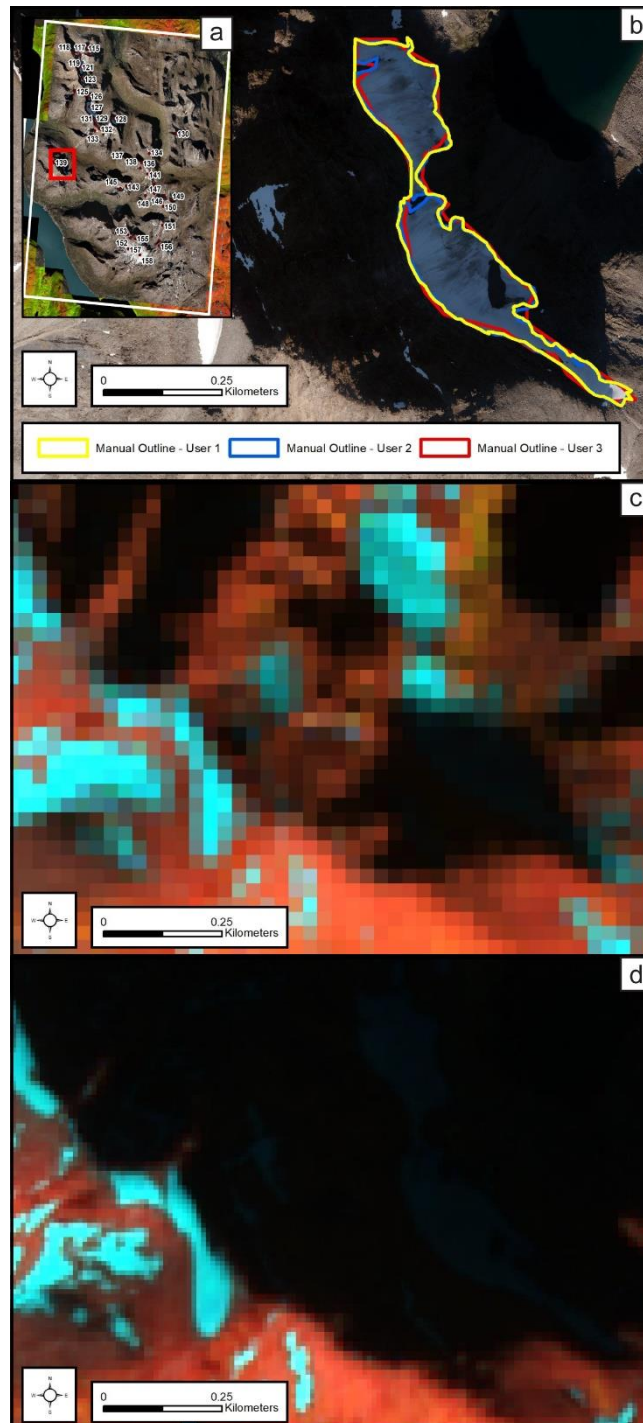 a
118 117 115
119 121
123
125 126
127
131 129 128
132
133
130
137 134
139
138 136
141
145 143
147 149
148 146
150
151
153 155
152 157 156
158
b
N
W E
S
0 0.25
Kilometers
Manual Outline - User 1 Manual Outline - User 2 Manual Outline - User 3
c
N
W E
S
0 0.25
Kilometers
d
N
W E
S
0 0.25
Kilometers